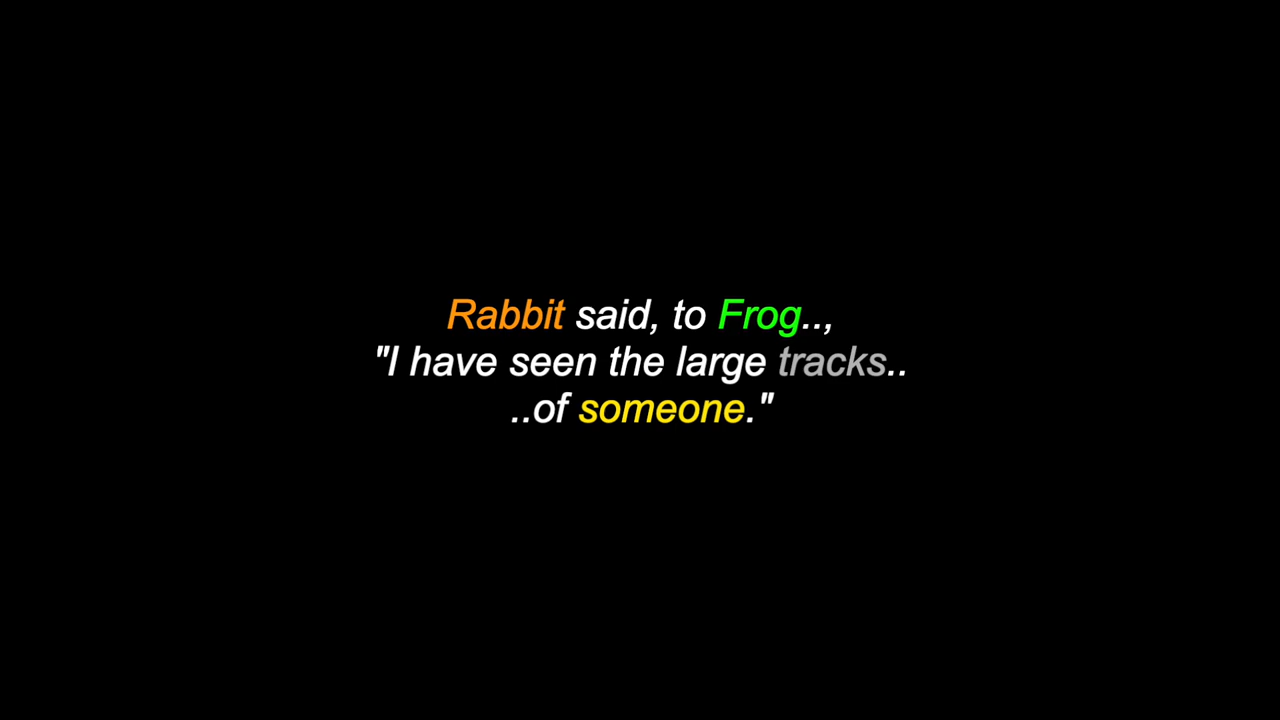 Rabbit said, to Frog..,
"I have seen the large tracks..
..of someone."